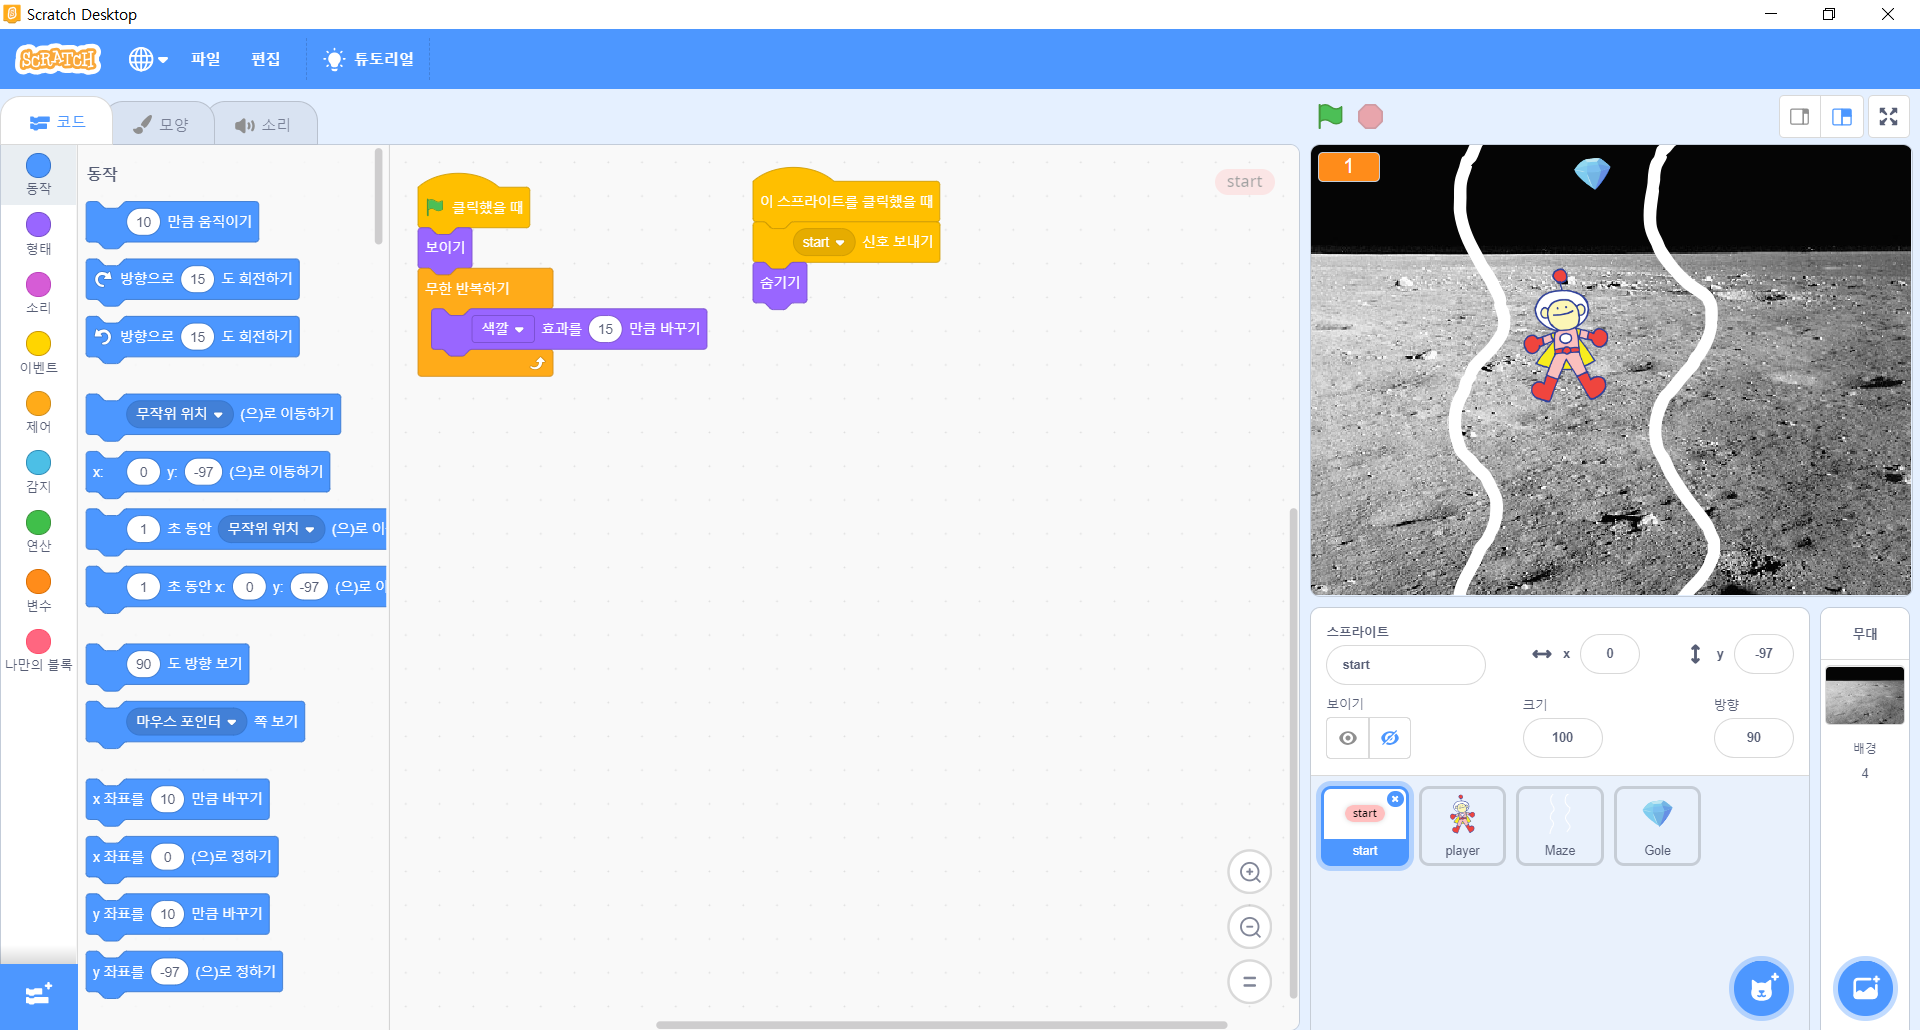 Scratch Desktop
SCRATCH
파일
편집
튜토리얼
코드
모양
소리
동작
형태
소리
이벤트
제어
감지
연산
변수
나만의 블록
동작
10 만큼 움직이기
방향으로 15 도 회전하기
방향으로 15 도 회전하기
무작위 위치 (으)로 이동하기
x: 0 y: -97 (으)로 이동하기
1 초 동안 무작위 위치 (으)로 이
1 초 동안 x: 0 y: -97 (으)로 이
90 도 방향 보기
마우스 포인터 쪽 보기
x 좌표를 10 만큼 바꾸기
x 좌표를 0 (으)로 정하기
y 좌표를 10 만큼 바꾸기
y 좌표를 -97 (으)로 정하기
클릭했을 때
보이기
무한 반복하기
색깔 효과를 15 만큼 바꾸기
이 스프라이트를 클릭했을 때
start 신호 보내기
숨기기
start
1
스프라이트
start
x 0
y -97
보이기
크기
방향
100
90
start
start
player
Maze
Gole
무대
배경
4